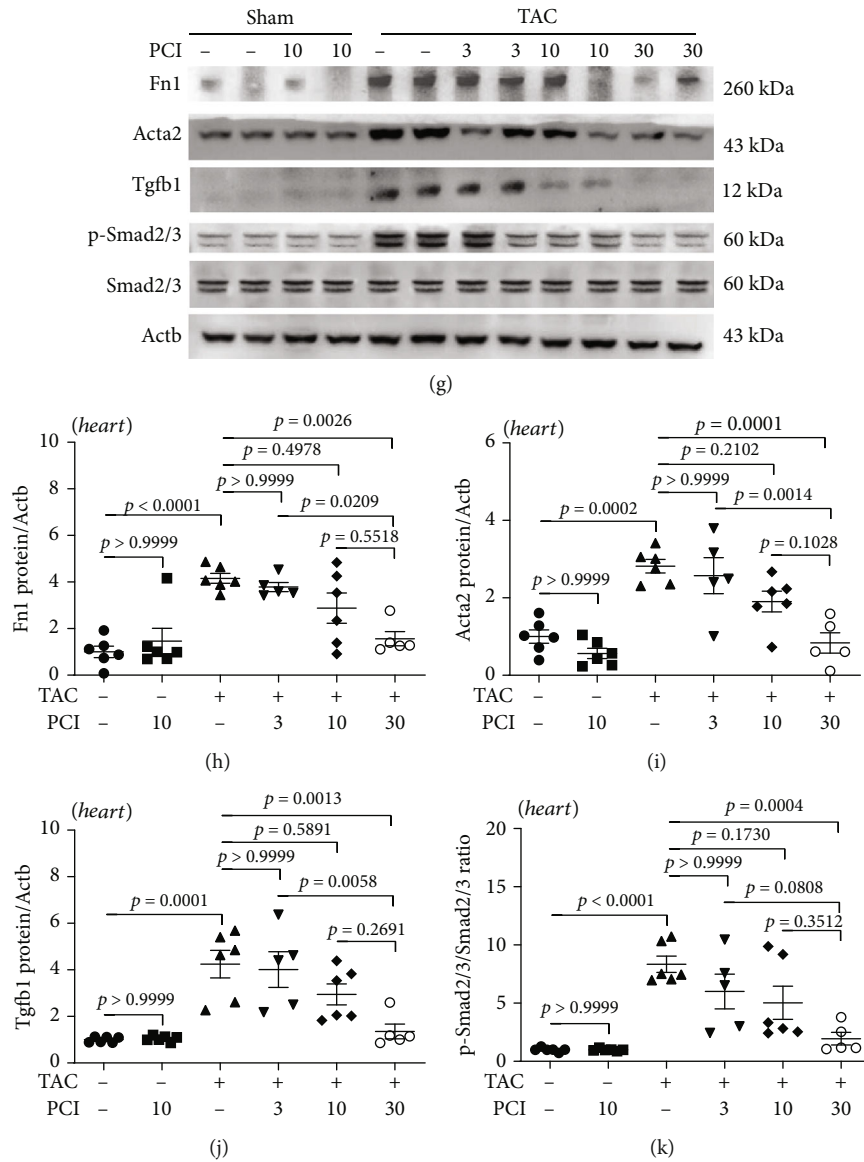 Sham TAC
PCI – – 10 10 – – 3 3 10 10 30 30
Fn1 260 kDa
Acta2 43 kDa
Tgfb1 12 kDa
p-Smad2/3 60 kDa
Smad2/3 60 kDa
Actb 43 kDa
(g)
(heart)
p = 0.0026
p = 0.4978
p > 0.9999
p < 0.0001
p = 0.0209
p > 0.9999
p = 0.5518
Fn1 protein/Actb
10
8
6
4
2
0
TAC – – + + + +
PCI – 10 – 3 10 30
(h)
(heart)
p = 0.0001
p = 0.2102
p > 0.9999
p = 0.0002
p = 0.0014
p > 0.9999
p = 0.1028
Acta2 protein/Actb
6
4
2
0
TAC – – + + + +
PCI – 10 – 3 10 30
(i)
(heart)
p = 0.0013
p = 0.5891
p > 0.9999
p = 0.0001
p = 0.0058
p > 0.9999
p = 0.2691
Tgfb1 protein/Actb
10
8
6
4
2
0
TAC – – + + + +
PCI – 10 – 3 10 30
(j)
(heart)
p = 0.0004
p = 0.1730
p > 0.9999
p < 0.0001
p = 0.0808
p > 0.9999
p = 0.3512
p-Smad2/3/Smad2/3 ratio
20
15
10
5
0
TAC – – + + + +
PCI – 10 – 3 10 30
(k)